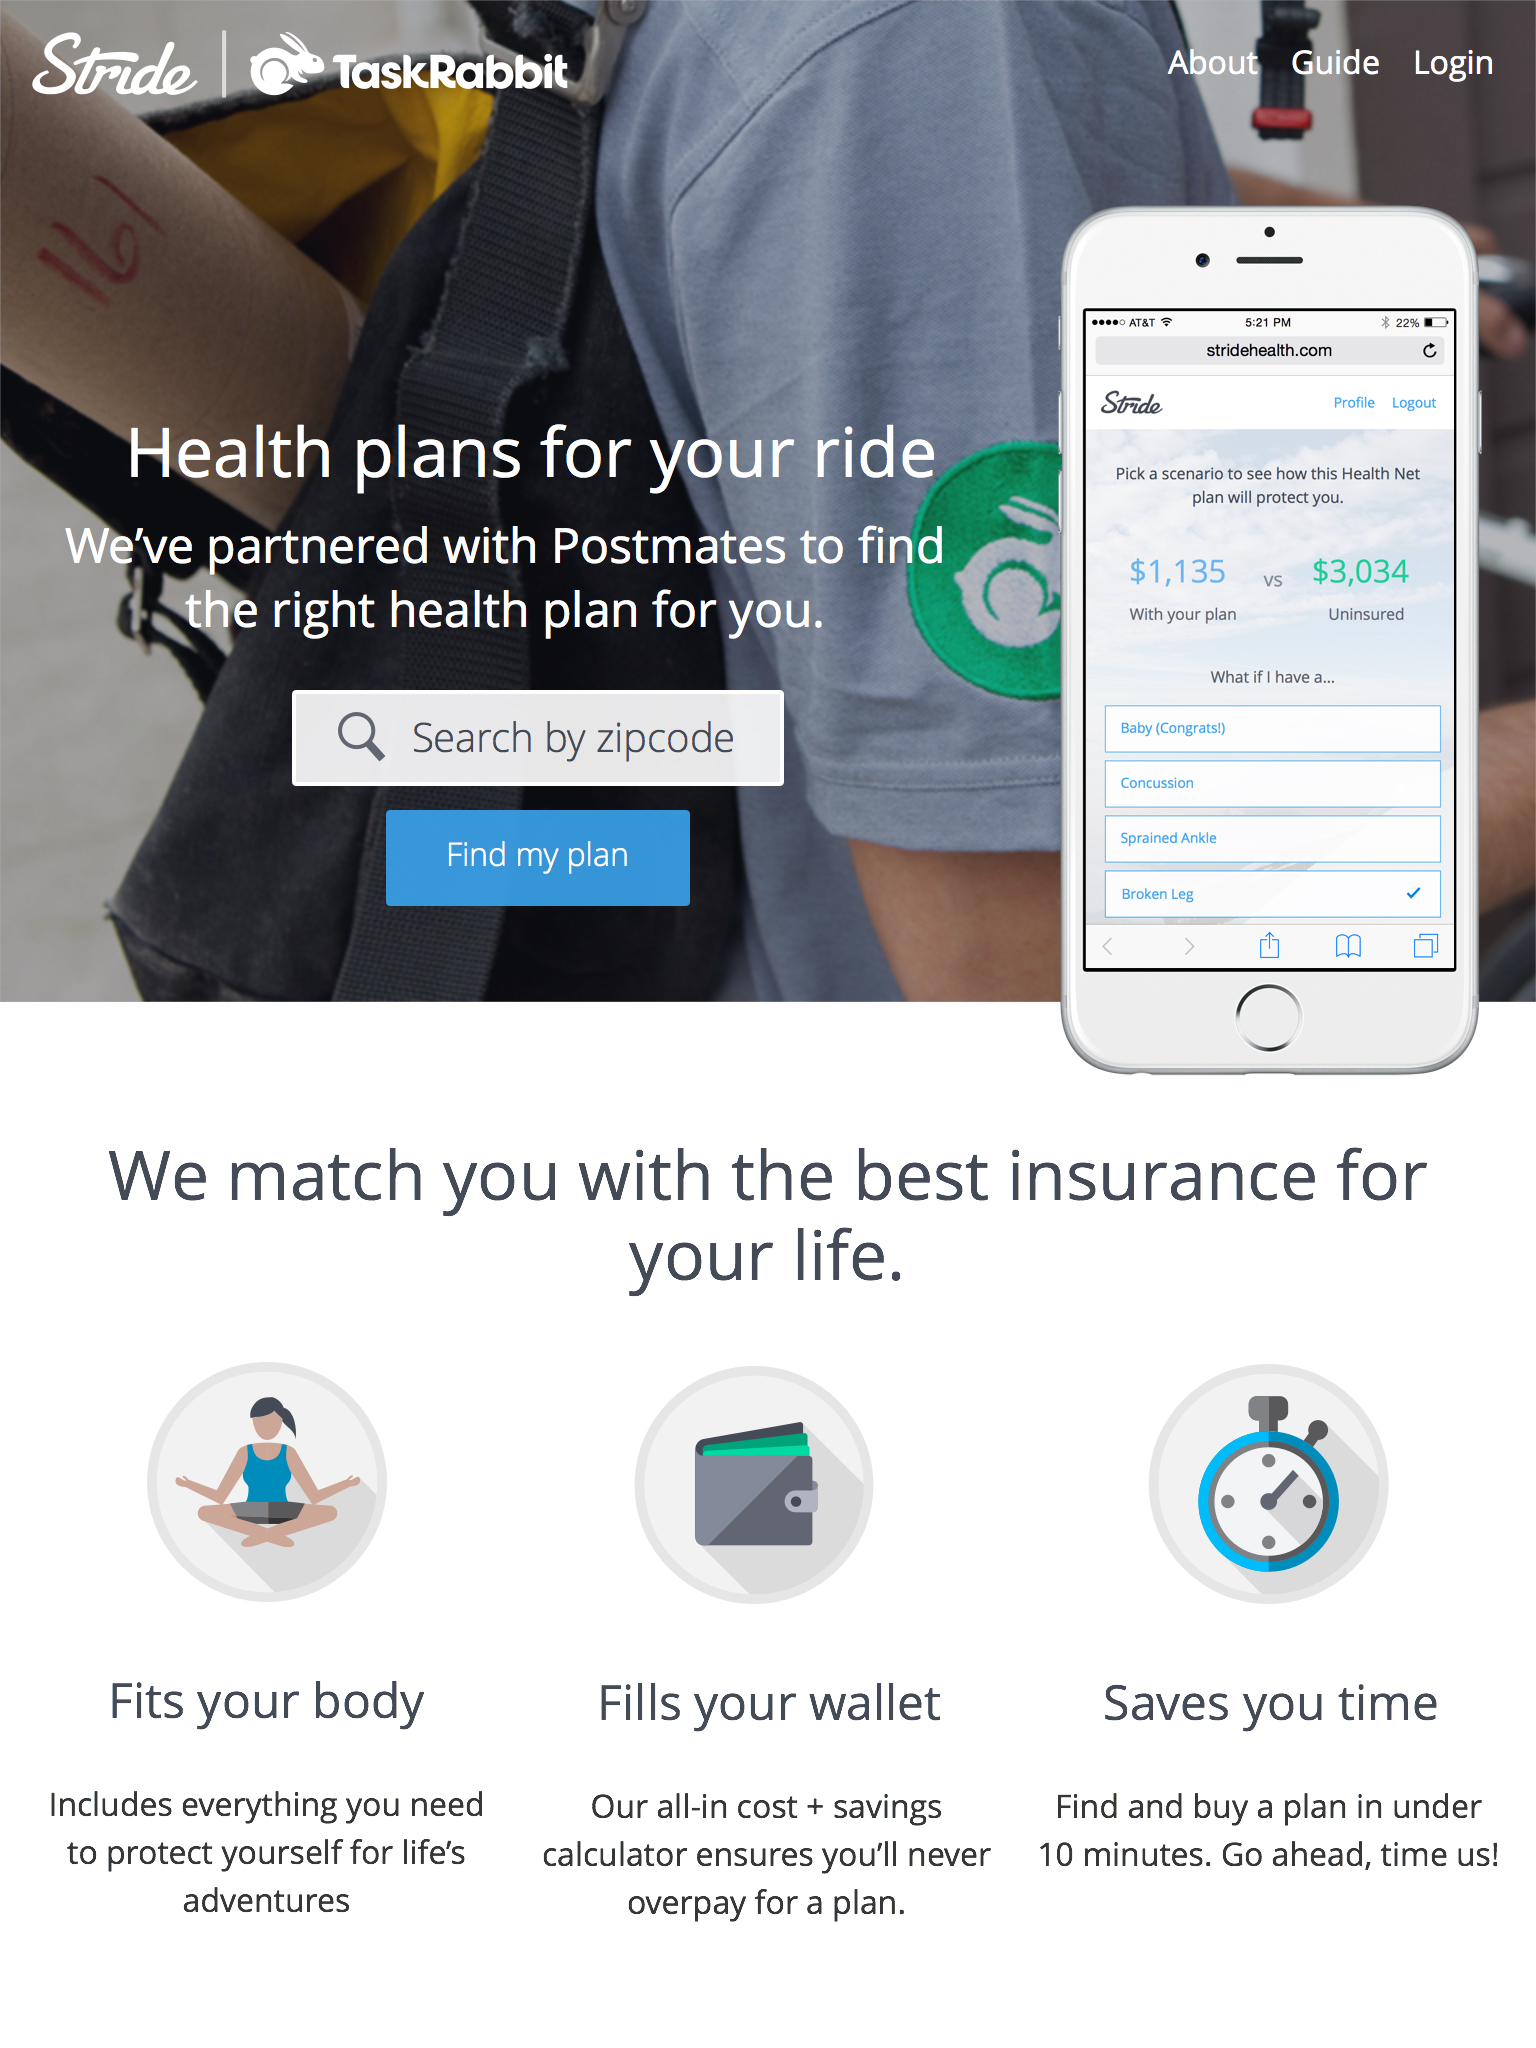 Stride | TaskRabbit
About Guide Login
161
Health plans for your ride
We’ve partnered with Postmates to find
the right health plan for you.
Search by zipcode
Find my plan
AT&T 5:21 PM 22%
stridehealth.com
Stride Profile Logout
Pick a scenario to see how this Health Net
plan will protect you.
$1,135 vs $3,034
With your plan Uninsured
What if I have a...
Baby (Congrats!)
Concussion
Sprained Ankle
Broken Leg
We match you with the best insurance for
your life.
Fits your body
Includes everything you need
to protect yourself for life’s
adventures
Fills your wallet
Our all-in cost + savings
calculator ensures you’ll never
overpay for a plan.
Saves you time
Find and buy a plan in under
10 minutes. Go ahead, time us!